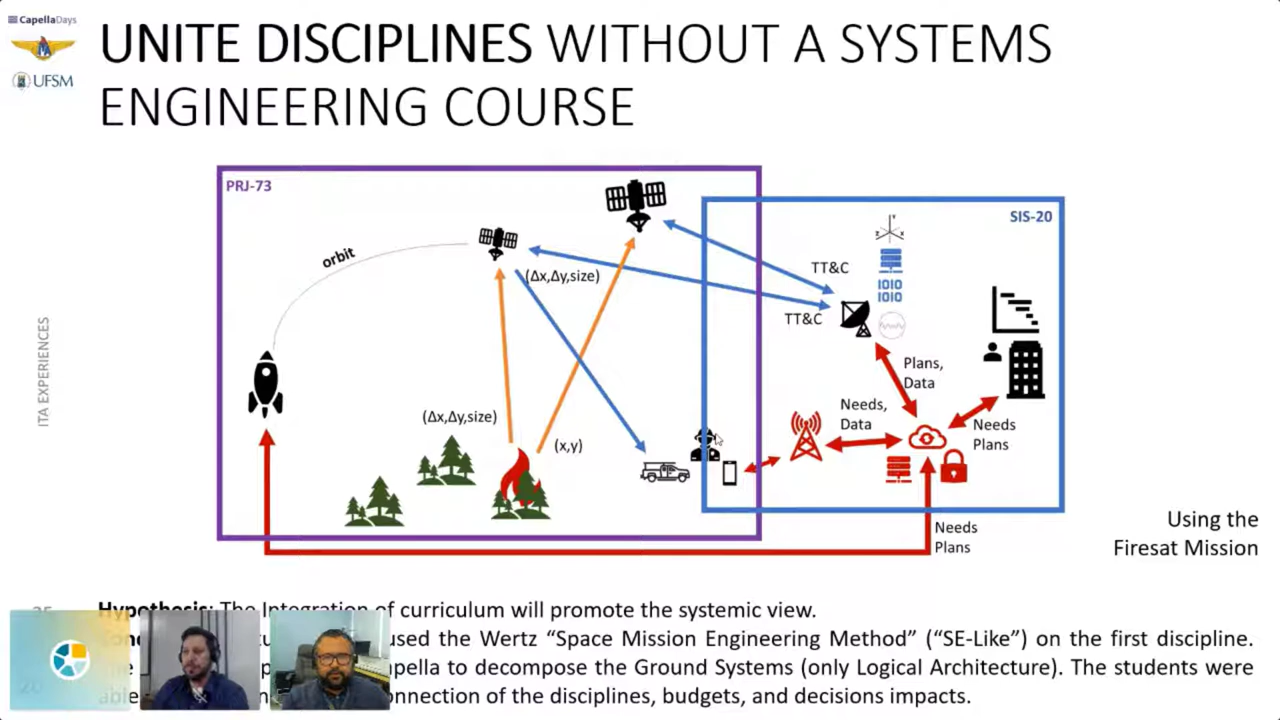 CapellaDays
UFSM
UNITE DISCIPLINES WITHOUT A SYSTEMS
ENGINEERING COURSE
ITA EXPERIENCES
PRJ-73
SIS-20
orbit
(Δx,Δy,size)
TT&C
TT&C
1010
1010
Plans,
Data
(Δx,Δy,size)
Needs,
Data
Needs
Plans
(x,y)
Needs
Plans
Using the
Firesat Mission
Hypothesis: The Integration of curriculum will promote the systemic view.
used the Wertz “Space Mission Engineering Method” (“SE-Like”) on the first discipline.
to decompose the Ground Systems (only Logical Architecture). The students were
of the disciplines, budgets, and decisions impacts.